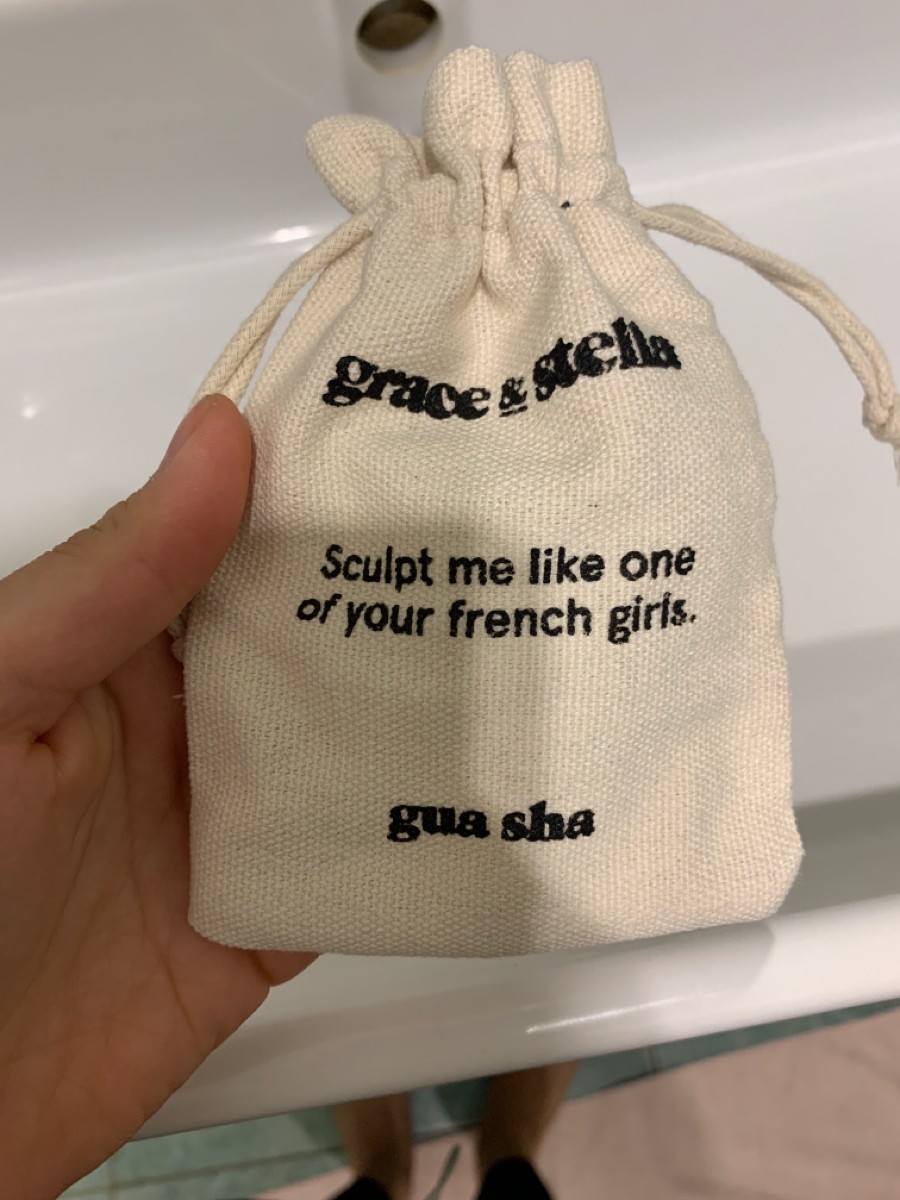 grace & stella
Sculpt me like one
of your french girls.
gua sha